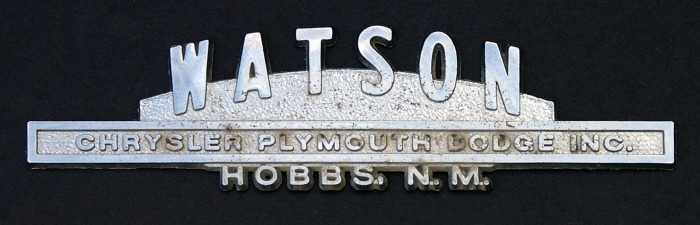 WATSON
CHRYSLER PLYMOUTH DODGE INC.
HOBBS, N.M.